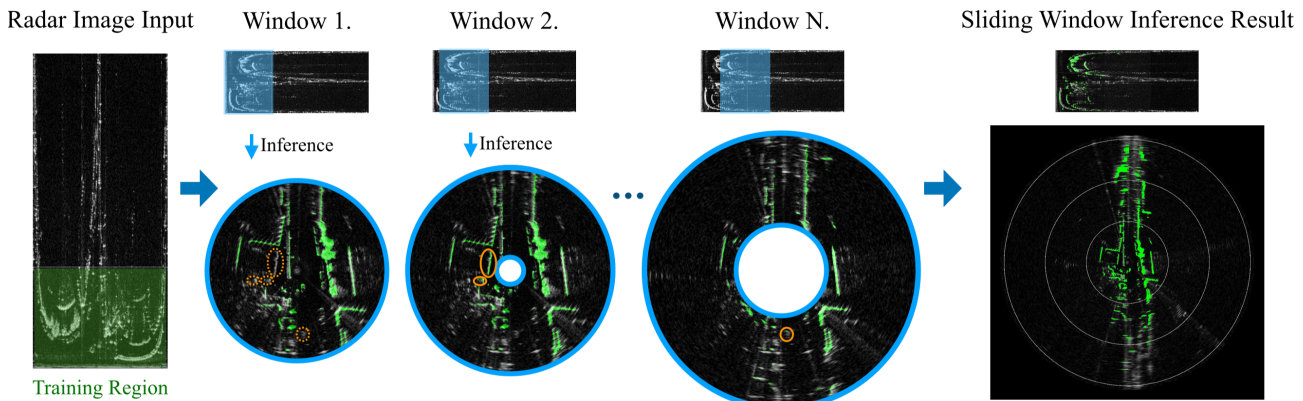 Radar Image Input
Window 1.
Window 2.
Window N.
Sliding Window Inference Result
Inference
Inference
Training Region